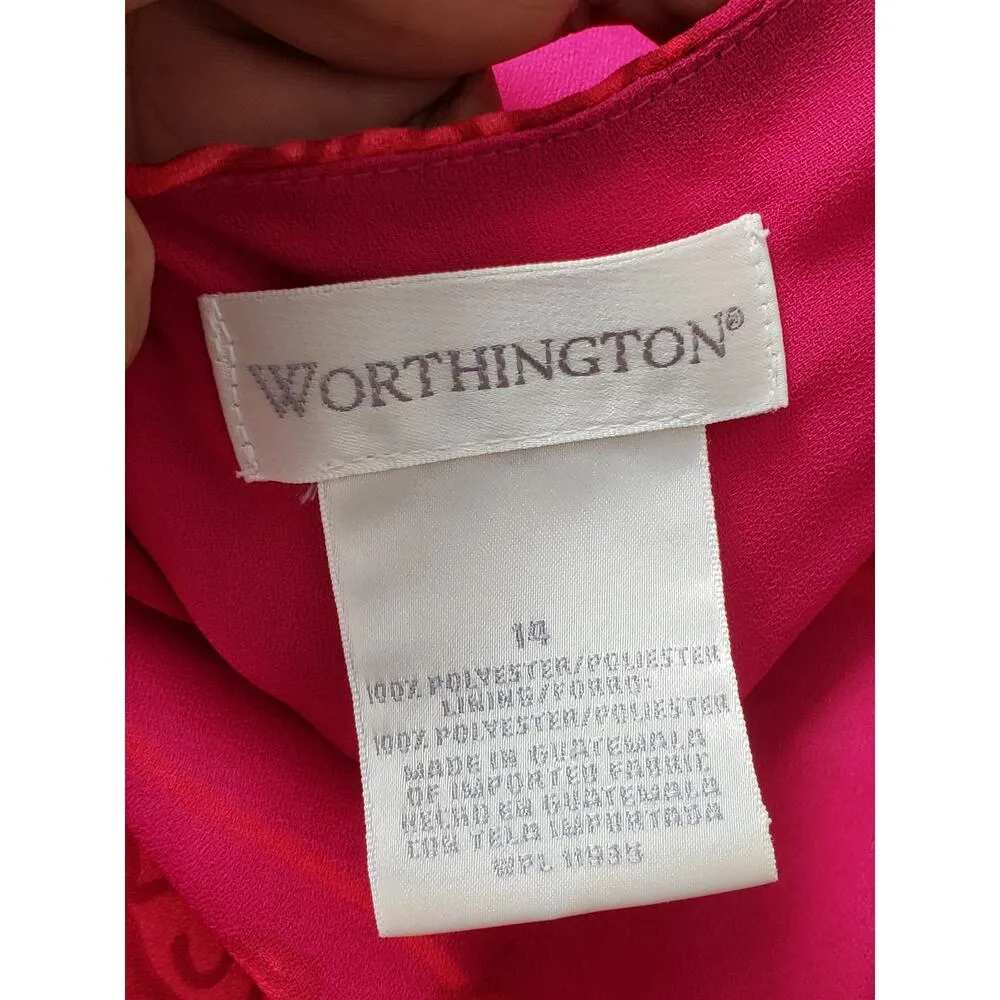 WORTHINGTON®
14
100% POLYESTER/POLIESTER
LINING/FORRO:
100% POLYESTER/POLIESTER
MADE IN GUATEMALA
OF IMPORTED FABRIC
HECHO EN GUATEMALA
CON TELA IMPORTADA
WPL 11935